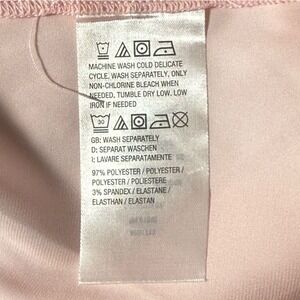 MACHINE WASH COLD DELICATE
CYCLE, WASH SEPARATELY, ONLY
NON-CHLORINE BLEACH WHEN
NEEDED, TUMBLE DRY LOW, LOW
IRON IF NEEDED
30
GB: WASH SEPARATELY
D: SEPARAT WASCHEN
I: LAVARE SEPARATAMENTE
97% POLYESTER / POLYESTER /
POLYESTER / POLIESTERE
3% SPANDEX / ELASTANE /
ELASTHAN / ELASTAN